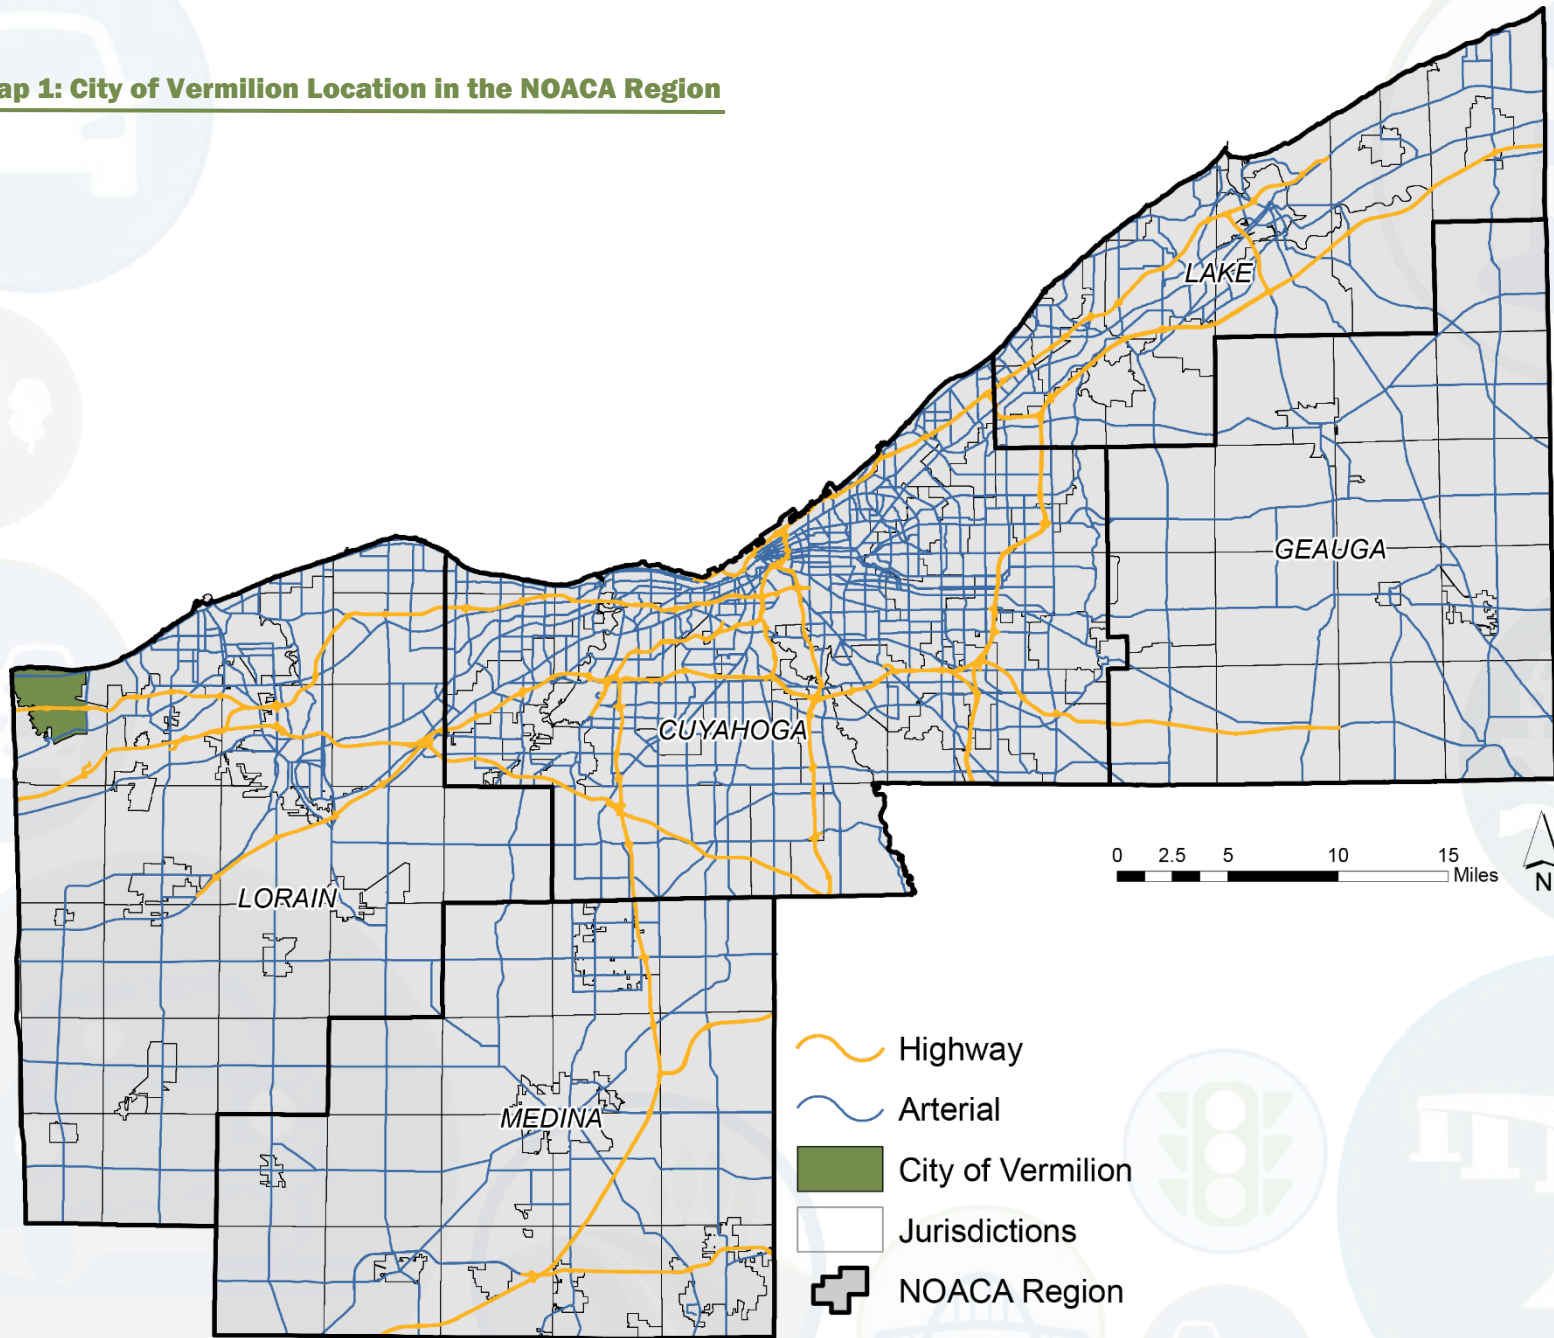 ap 1: City of Vermilion Location in the NOACA Region
LAKE
GEAUGA
CUYAHOGA
LORAIN
MEDINA
0 2.5 5 10 15
Miles
N
Highway
Arterial
City of Vermilion
Jurisdictions
NOACA Region